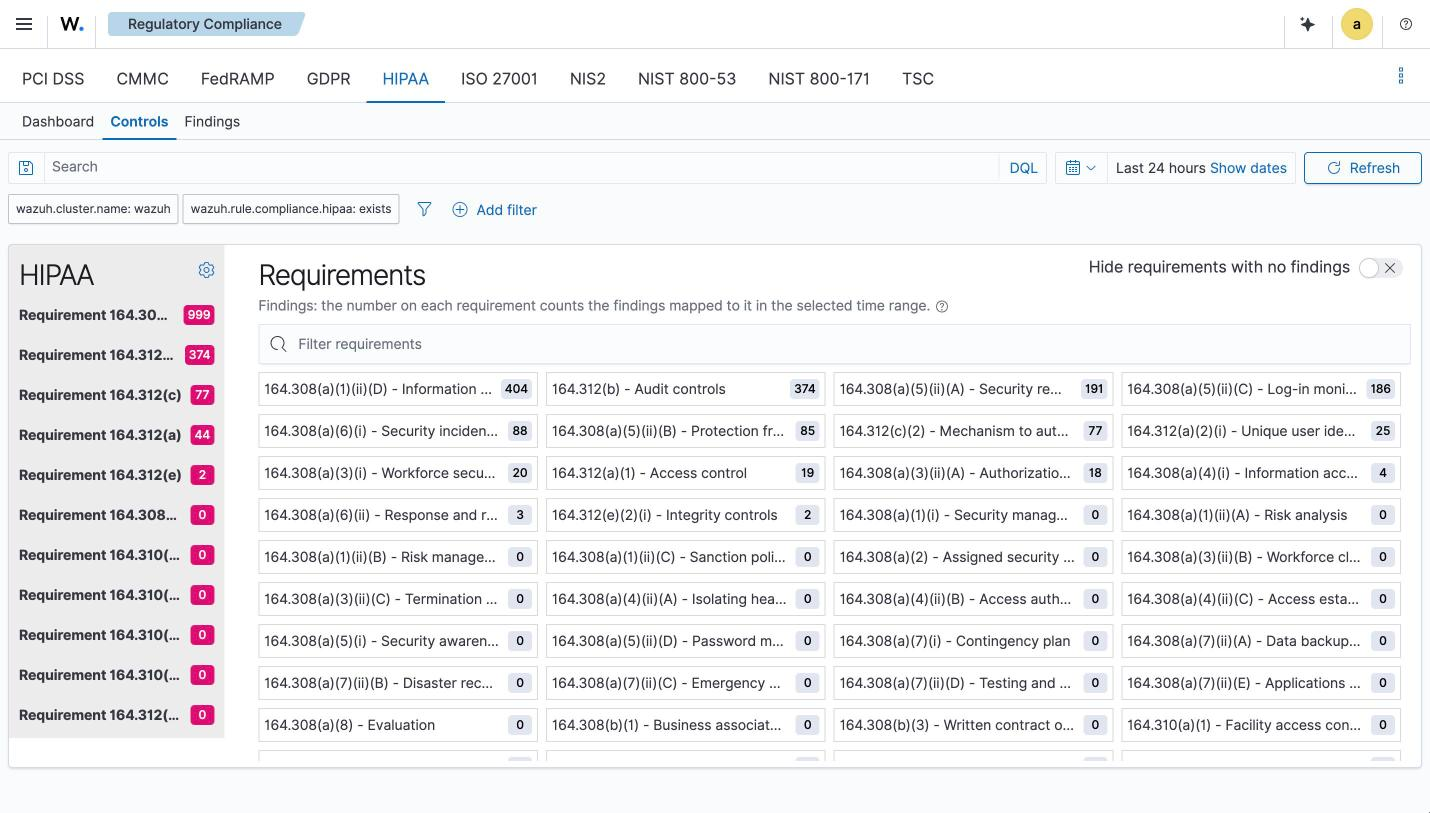 W.
Regulatory Compliance
a
PCI DSS CMMC FedRAMP GDPR HIPAA ISO 27001 NIS2 NIST 800-53 NIST 800-171 TSC
Dashboard Controls Findings
Search DQL Last 24 hours Show dates Refresh
wazuh.cluster.name: wazuh wazuh.rule.compliance.hipaa: exists Add filter
HIPAA
Requirement 164.30... 999
Requirement 164.312... 374
Requirement 164.312(c) 77
Requirement 164.312(a) 44
Requirement 164.312(e) 2
Requirement 164.308... 0
Requirement 164.310(... 0
Requirement 164.310(... 0
Requirement 164.310(... 0
Requirement 164.310(... 0
Requirement 164.312(... 0
Requirements
Hide requirements with no findings
Findings: the number on each requirement counts the findings mapped to it in the selected time range.
Filter requirements
164.308(a)(1)(ii)(D) - Information ... 404 164.312(b) - Audit controls 374 164.308(a)(5)(ii)(A) - Security re... 191 164.308(a)(5)(ii)(C) - Log-in moni... 186
164.308(a)(6)(i) - Security inciden... 88 164.308(a)(5)(ii)(B) - Protection fr... 85 164.312(c)(2) - Mechanism to aut... 77 164.312(a)(2)(i) - Unique user ide... 25
164.308(a)(3)(i) - Workforce secu... 20 164.312(a)(1) - Access control 19 164.308(a)(3)(ii)(A) - Authorizatio... 18 164.308(a)(4)(i) - Information acc... 4
164.308(a)(6)(ii) - Response and r... 3 164.312(e)(2)(i) - Integrity controls 2 164.308(a)(1)(i) - Security manag... 0 164.308(a)(1)(ii)(A) - Risk analysis 0
164.308(a)(1)(ii)(B) - Risk manage... 0 164.308(a)(1)(ii)(C) - Sanction poli... 0 164.308(a)(2) - Assigned security ... 0 164.308(a)(3)(ii)(B) - Workforce cl... 0
164.308(a)(3)(ii)(C) - Termination ... 0 164.308(a)(4)(ii)(A) - Isolating hea... 0 164.308(a)(4)(ii)(B) - Access auth... 0 164.308(a)(4)(ii)(C) - Access esta... 0
164.308(a)(5)(i) - Security awaren... 0 164.308(a)(5)(ii)(D) - Password m... 0 164.308(a)(7)(i) - Contingency plan 0 164.308(a)(7)(ii)(A) - Data backup... 0
164.308(a)(7)(ii)(B) - Disaster rec... 0 164.308(a)(7)(ii)(C) - Emergency ... 0 164.308(a)(7)(ii)(D) - Testing and ... 0 164.308(a)(7)(ii)(E) - Applications ... 0
164.308(a)(8) - Evaluation 0 164.308(b)(1) - Business associat... 0 164.308(b)(3) - Written contract o... 0 164.310(a)(1) - Facility access con... 0